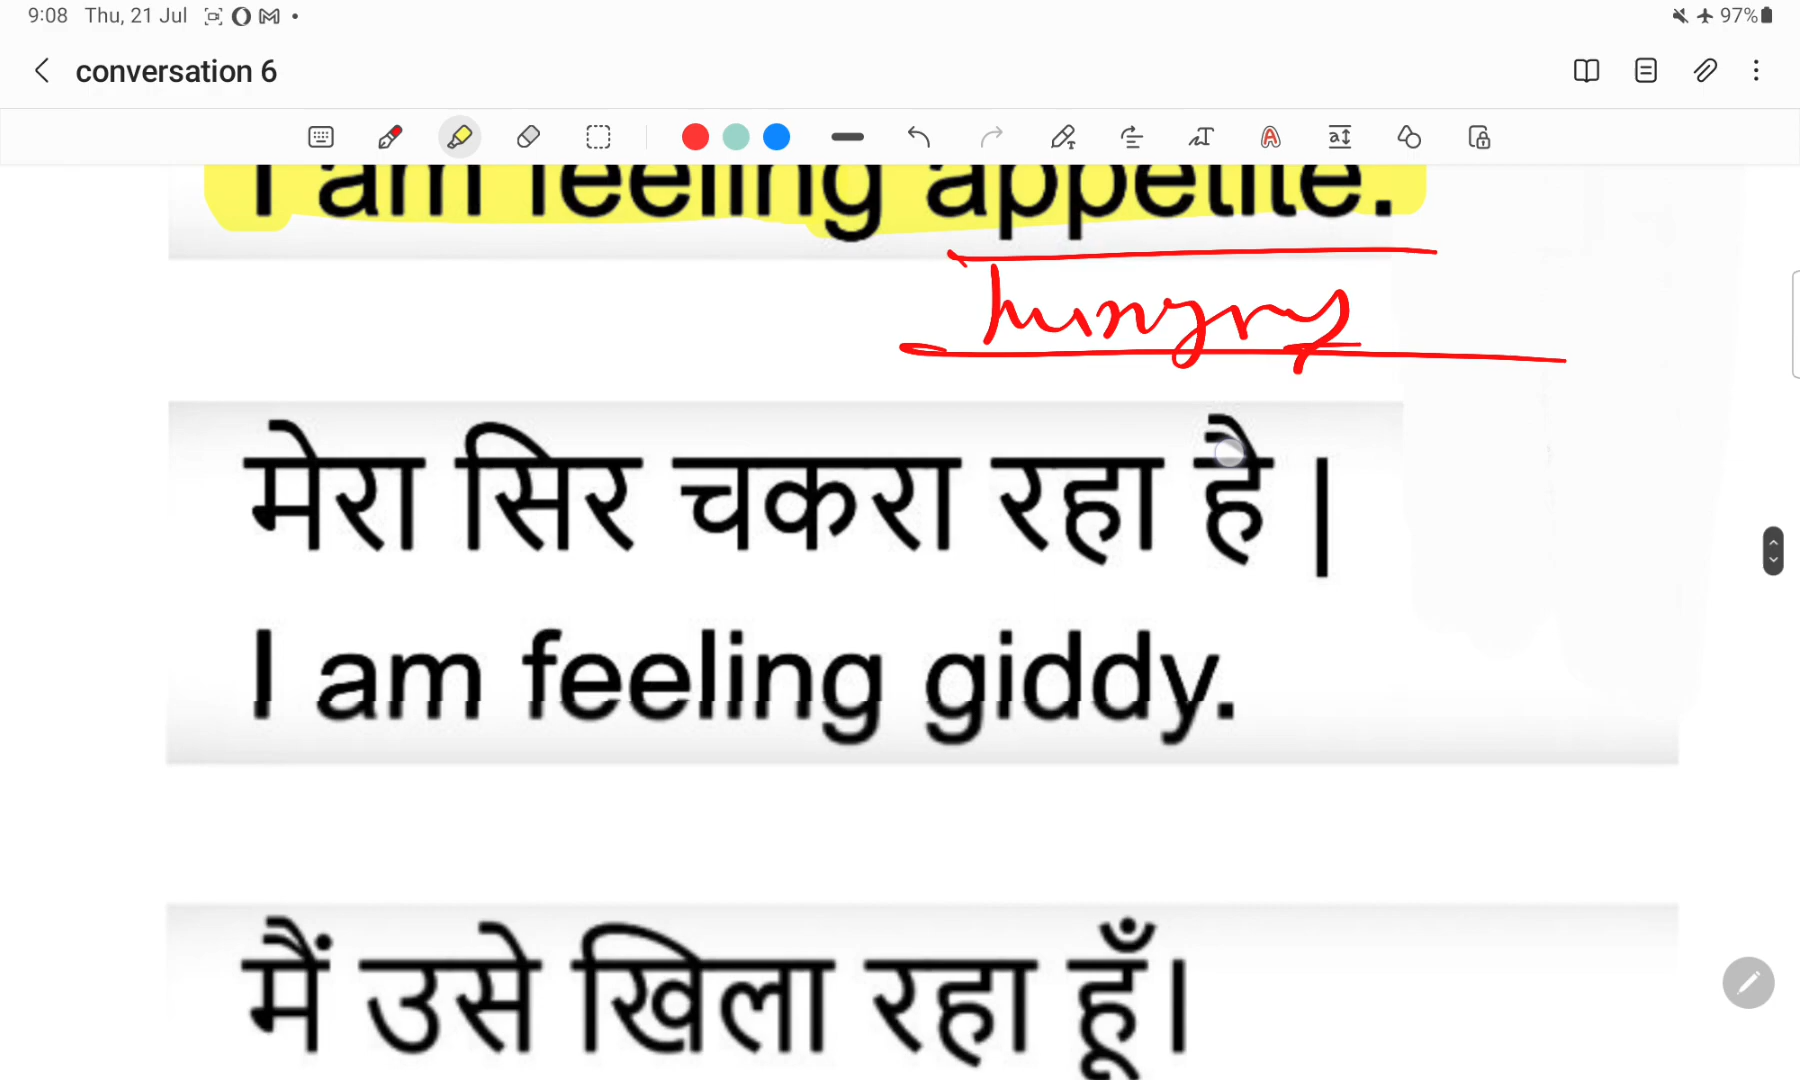 9:08 Thu, 21 Jul 97%
conversation 6
I am feeling appetite.
hungry
मेरा सिर चकरा रहा है |
I am feeling giddy.
मैं उसे खिला रहा हूँ।